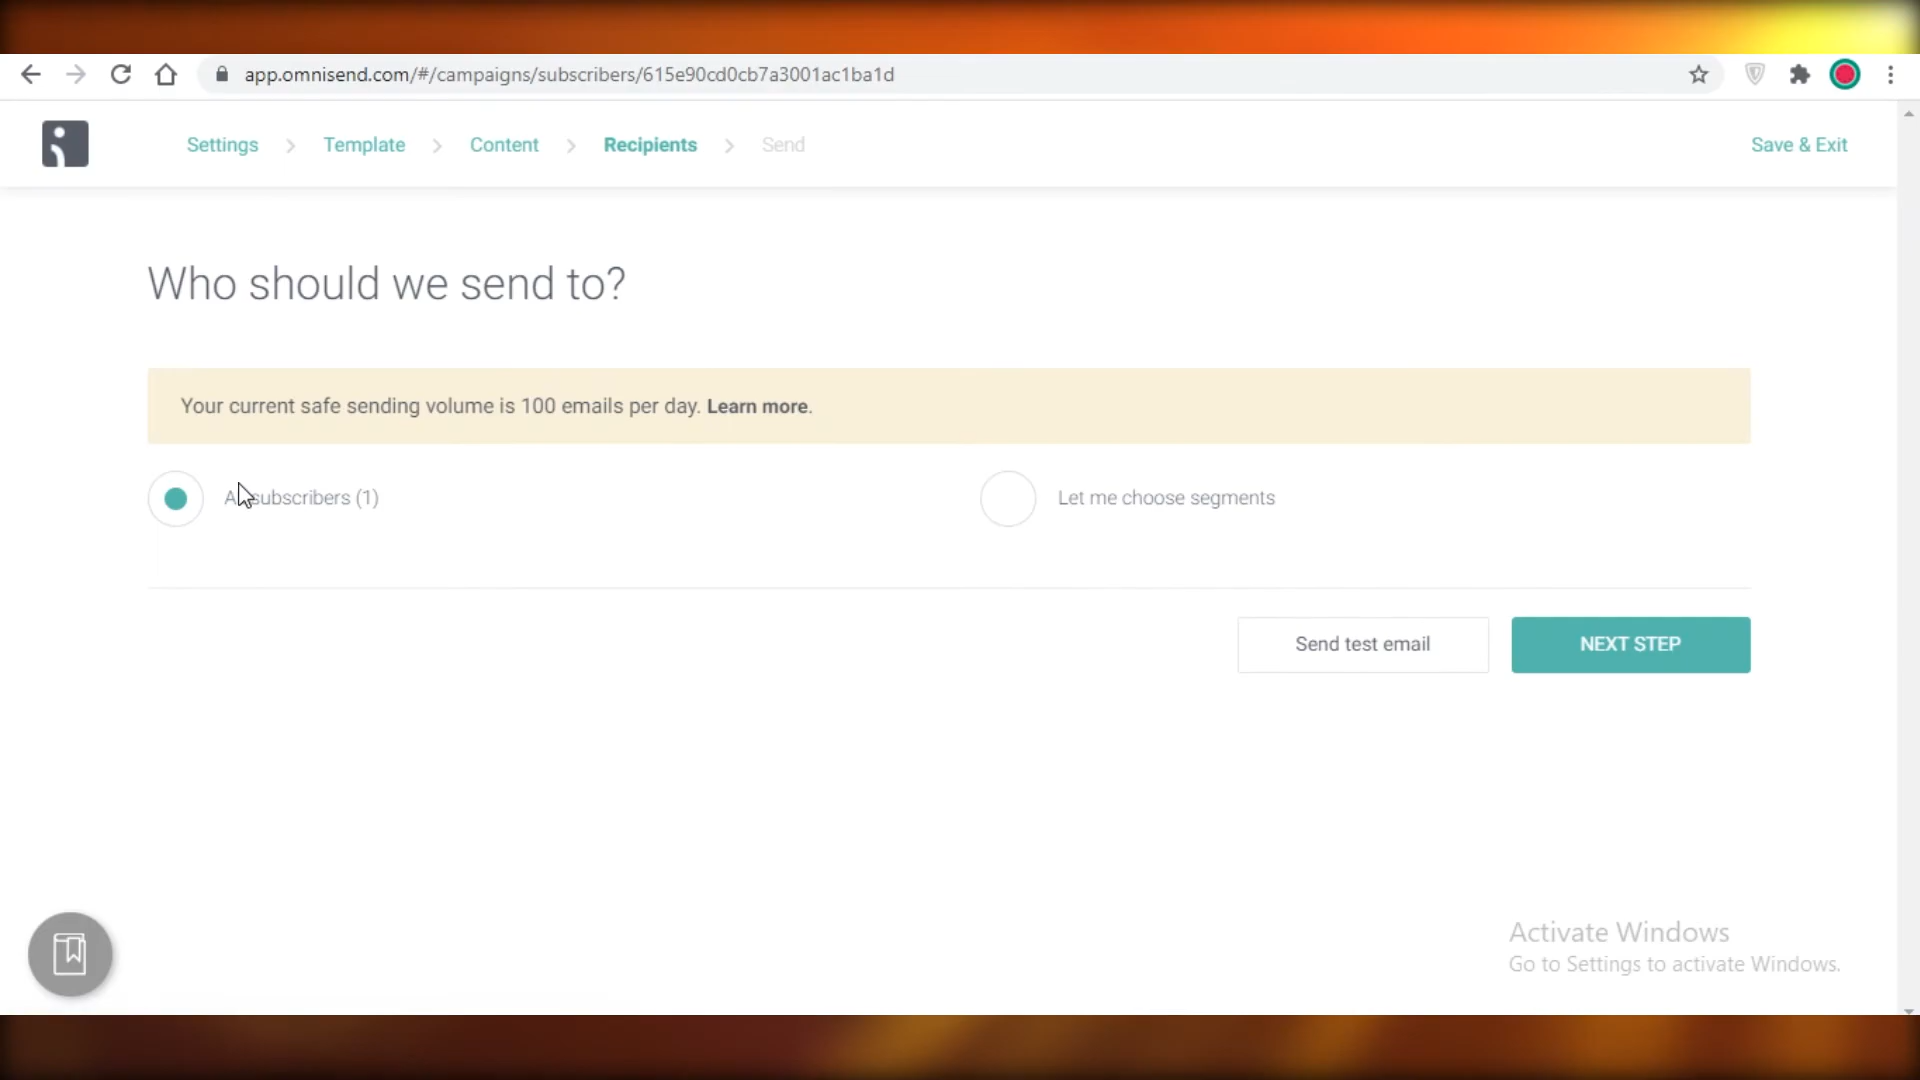 app.omnisend.com/#/campaigns/subscribers/615e90cd0cb7a3001ac1ba1d
Settings Template Content Recipients Send Save & Exit
Who should we send to?
Your current safe sending volume is 100 emails per day. Learn more.
subscribers (1) Let me choose segments
Send test email NEXT STEP
Activate Windows
Go to Settings to activate Windows.